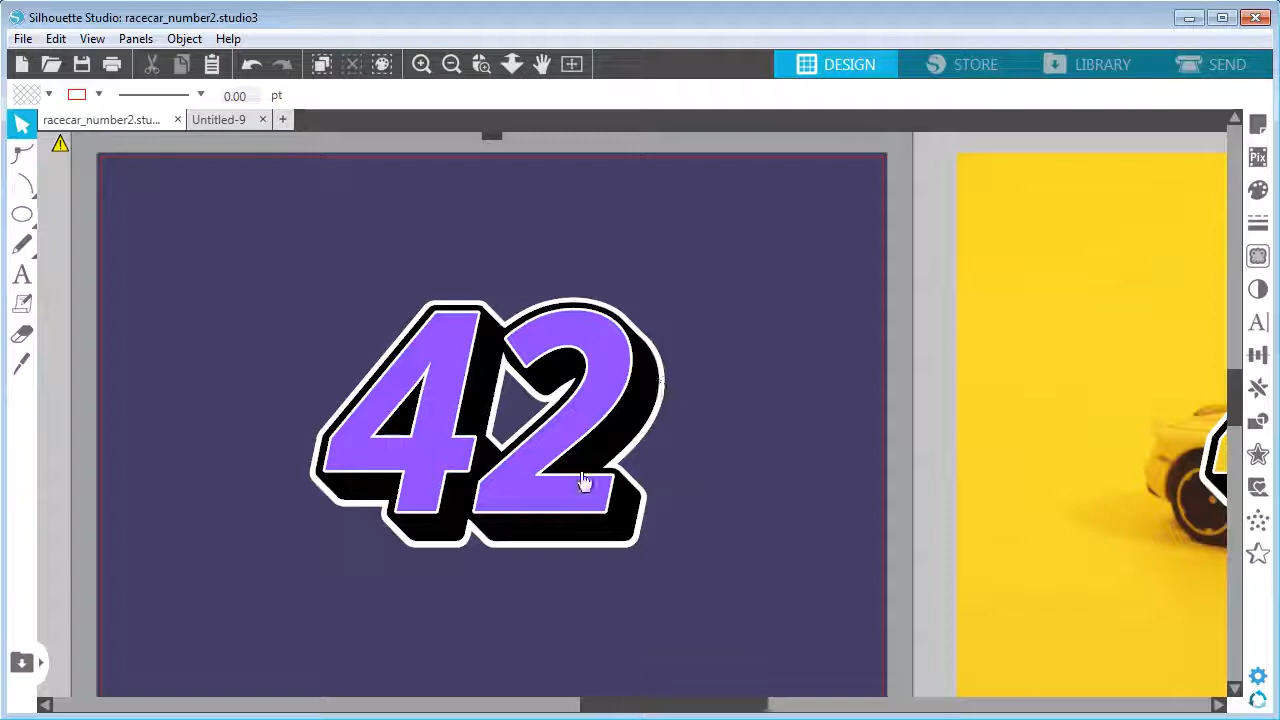 Silhouette Studio: racecar_number2.studio3
File Edit View Panels Object Help
DESIGN STORE LIBRARY SEND
0.00 pt
racecar_number2.stu... Untitled-9
42